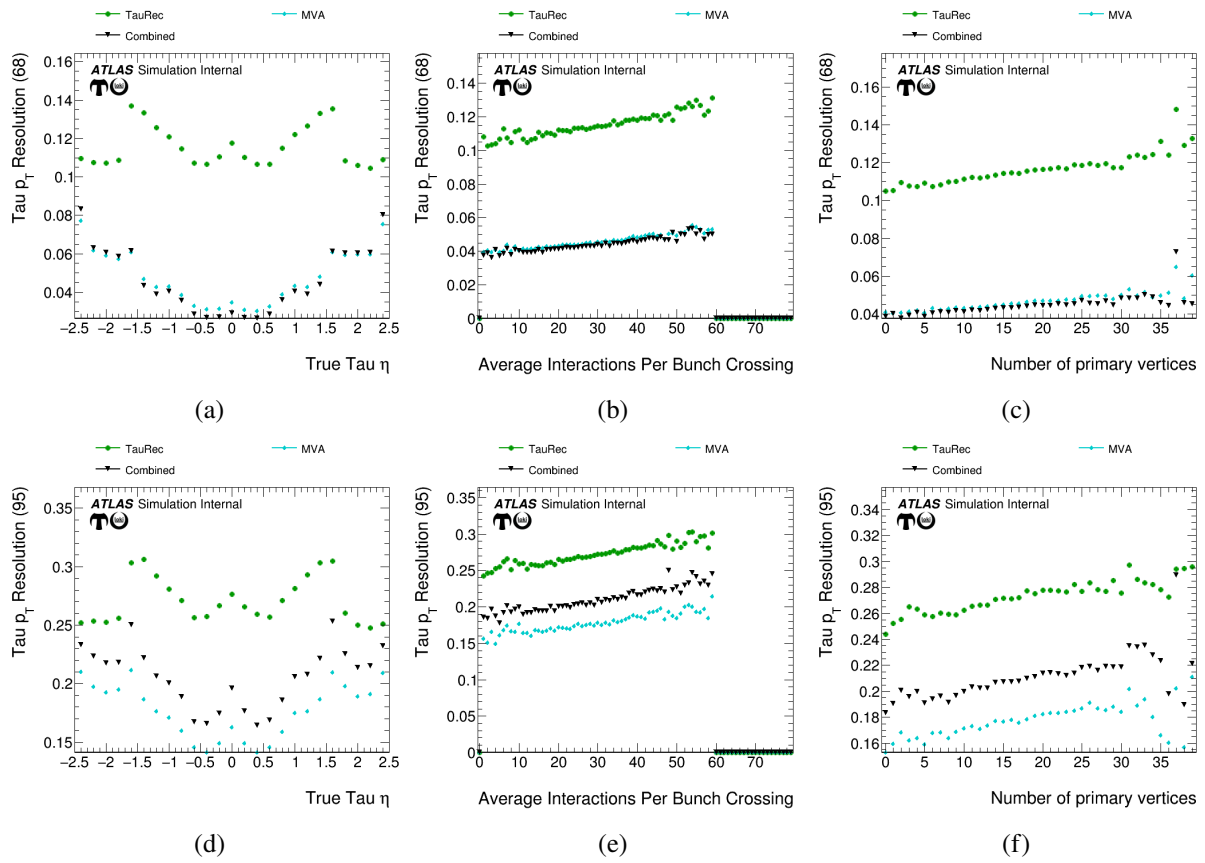 TauRec MVA
Combined
ATLAS Simulation Internal
Tau pT Resolution (68)
0.16
0.14
0.12
0.1
0.08
0.06
0.04
−2.5 −2 −1.5 −1 −0.5 0 0.5 1 1.5 2 2.5
True Tau η
(a)
TauRec MVA
Combined
ATLAS Simulation Internal
Tau pT Resolution (68)
0.14
0.12
0.1
0.08
0.06
0.04
0.02
0
0 10 20 30 40 50 60 70
Average Interactions Per Bunch Crossing
(b)
TauRec MVA
Combined
ATLAS Simulation Internal
Tau pT Resolution (68)
0.16
0.14
0.12
0.1
0.08
0.06
0.04
0 5 10 15 20 25 30 35
Number of primary vertices
(c)
TauRec MVA
Combined
ATLAS Simulation Internal
Tau pT Resolution (95)
0.35
0.3
0.25
0.2
0.15
−2.5 −2 −1.5 −1 −0.5 0 0.5 1 1.5 2 2.5
True Tau η
(d)
TauRec MVA
Combined
ATLAS Simulation Internal
Tau pT Resolution (95)
0.35
0.3
0.25
0.2
0.15
0.1
0.05
0
0 10 20 30 40 50 60 70
Average Interactions Per Bunch Crossing
(e)
TauRec MVA
Combined
ATLAS Simulation Internal
Tau pT Resolution (95)
0.34
0.32
0.3
0.28
0.26
0.24
0.22
0.2
0.18
0.16
0 5 10 15 20 25 30 35
Number of primary vertices
(f)